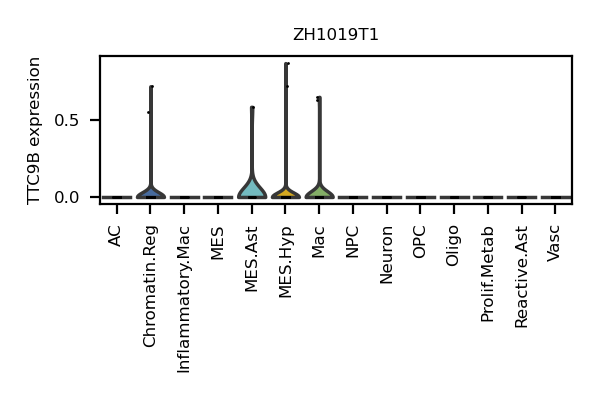 ZH1019T1
TTC9B expression
0.5
0.0
AC
Chromatin.Reg
Inflammatory.Mac
MES
MES.Ast
MES.Hyp
Mac
NPC
Neuron
OPC
Oligo
Prolif.Metab
Reactive.Ast
Vasc